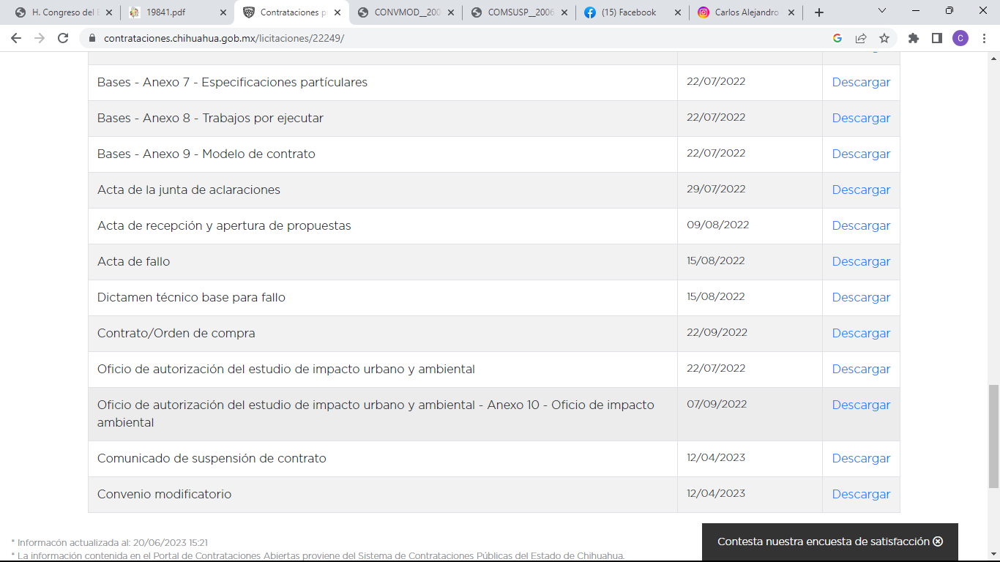 H. Congreso del E
19841.pdf
Contrataciones p
CONVMOD__200
COMSUSP__2006
(15) Facebook
Carlos Alejandro
contrataciones.chihuahua.gob.mx/licitaciones/22249/
C
Bases - Anexo 7 - Especificaciones partículares 22/07/2022 Descargar
Bases - Anexo 8 - Trabajos por ejecutar 22/07/2022 Descargar
Bases - Anexo 9 - Modelo de contrato 22/07/2022 Descargar
Acta de la junta de aclaraciones 29/07/2022 Descargar
Acta de recepción y apertura de propuestas 09/08/2022 Descargar
Acta de fallo 15/08/2022 Descargar
Dictamen técnico base para fallo 15/08/2022 Descargar
Contrato/Orden de compra 22/09/2022 Descargar
Oficio de autorización del estudio de impacto urbano y ambiental 22/07/2022 Descargar
Oficio de autorización del estudio de impacto urbano y ambiental - Anexo 10 - Oficio de impacto 07/09/2022 Descargar
ambiental
Comunicado de suspensión de contrato 12/04/2023 Descargar
Convenio modificatorio 12/04/2023 Descargar
* Informacón actualizada al: 20/06/2023 15:21
* La información contenida en el Portal de Contrataciones Abiertas proviene del Sistema de Contrataciones Públicas del Estado de Chihuahua.
Contesta nuestra encuesta de satisfacción